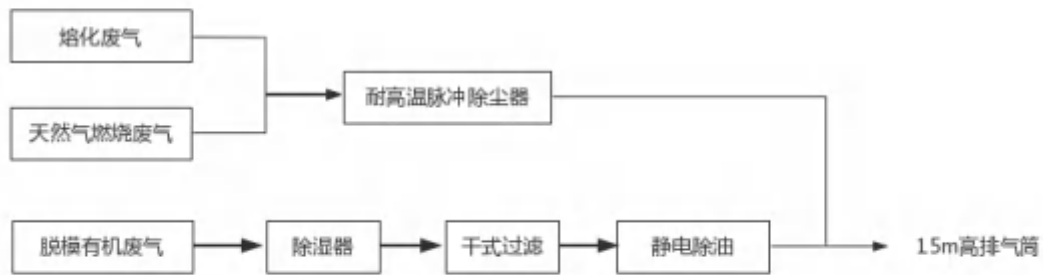 熔化废气
耐高温脉冲除尘器
天然气燃烧废气
脱模有机废气
除湿器
干式过滤
静电除油
15m高排气筒